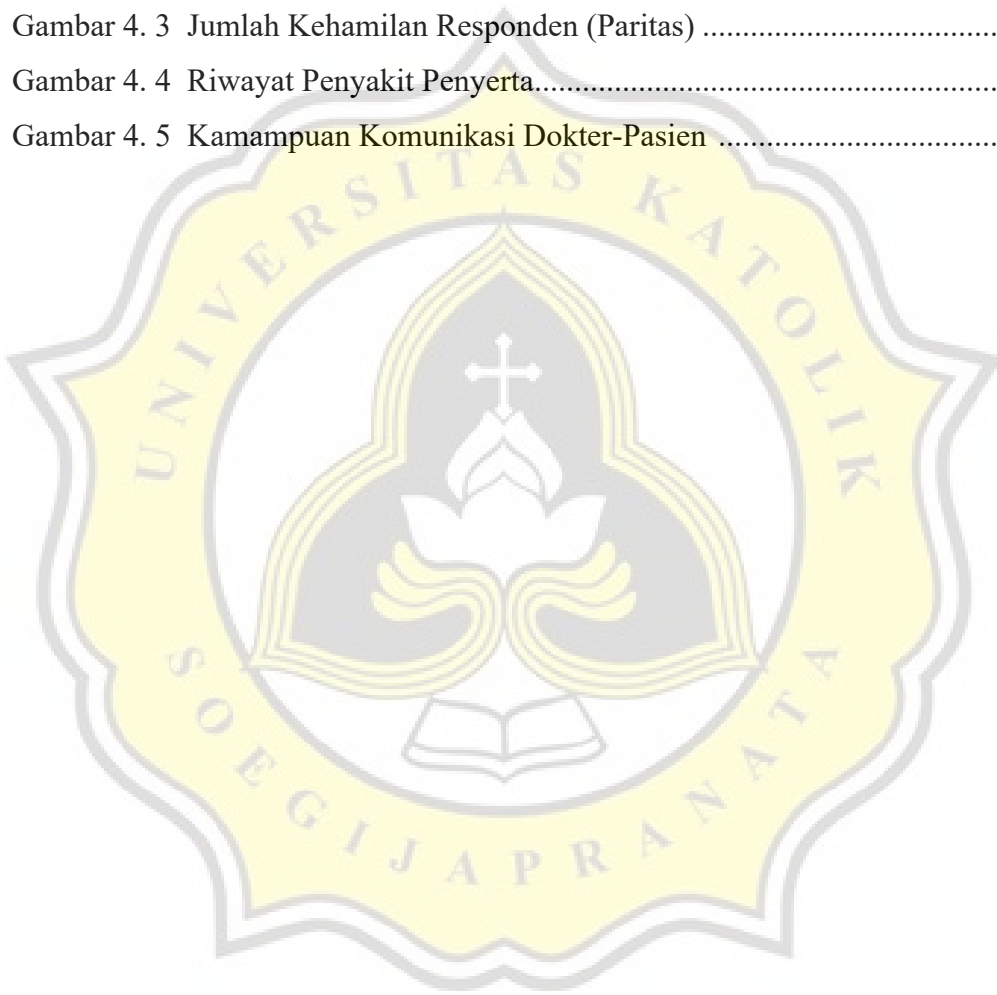 Gambar 4. 3 Jumlah Kehamilan Responden (Paritas) ....................................
Gambar 4. 4 Riwayat Penyakit Penyerta.........................................................
Gambar 4. 5 Kamampuan Komunikasi Dokter-Pasien ..................................
UNIVERSITAS KATOLIK
SOEGIJAPRANATA